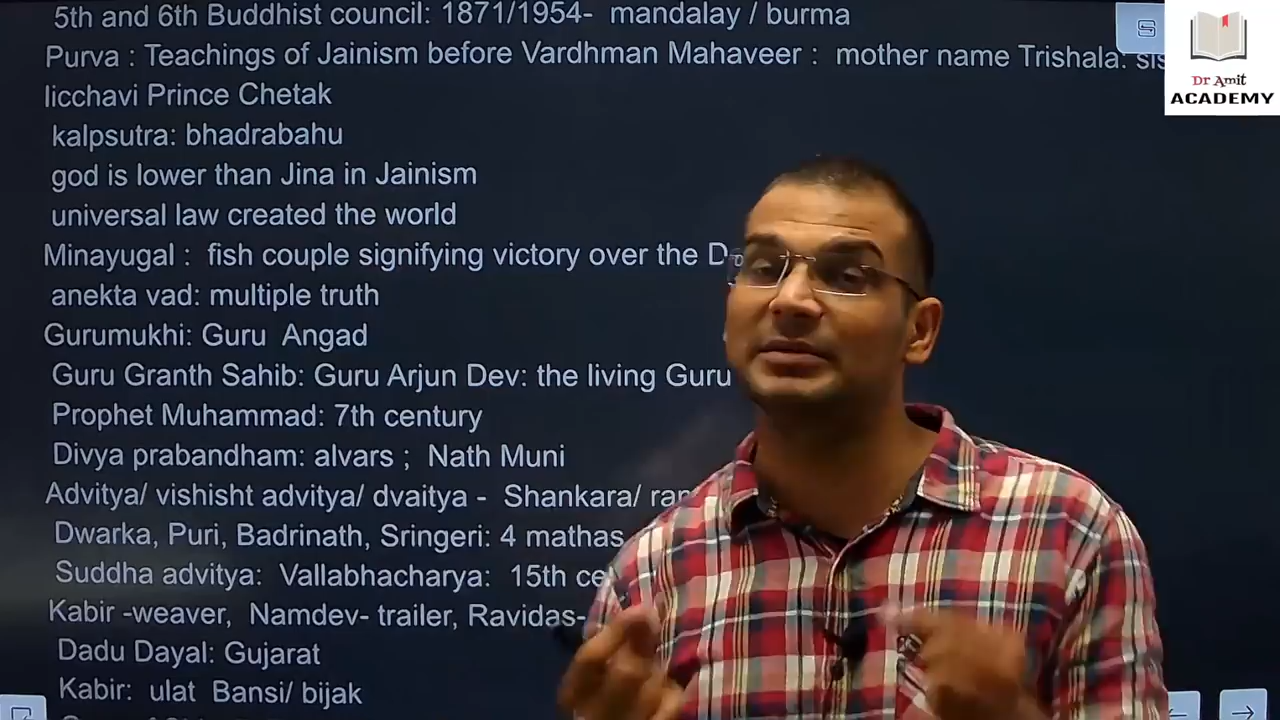 5th and 6th Buddhist council: 1871/1954- mandalay / burma
Purva : Teachings of Jainism before Vardhman Mahaveer : mother name Trishala:
licchavi Prince Chetak
kalpsutra: bhadrabahu
god is lower than Jina in Jainism
universal law created the world
Minayugal : fish couple signifying victory over the
anekta vad: multiple truth
Gurumukhi: Guru Angad
Guru Granth Sahib: Guru Arjun Dev: the living Guru
Prophet Muhammad: 7th century
Divya prabandham: alvars ; Nath Muni
Advitya/ vishisht advitya/ dvaitya - Shankara/
Dwarka, Puri, Badrinath, Sringeri: 4 mathas
Suddha advitya: Vallabhacharya: 15th
Kabir -weaver, Namdev- trailer, Ravidas-
Dadu Dayal: Gujarat
Kabir: ulat Bansi/ bijak
Dr Amit
ACADEMY